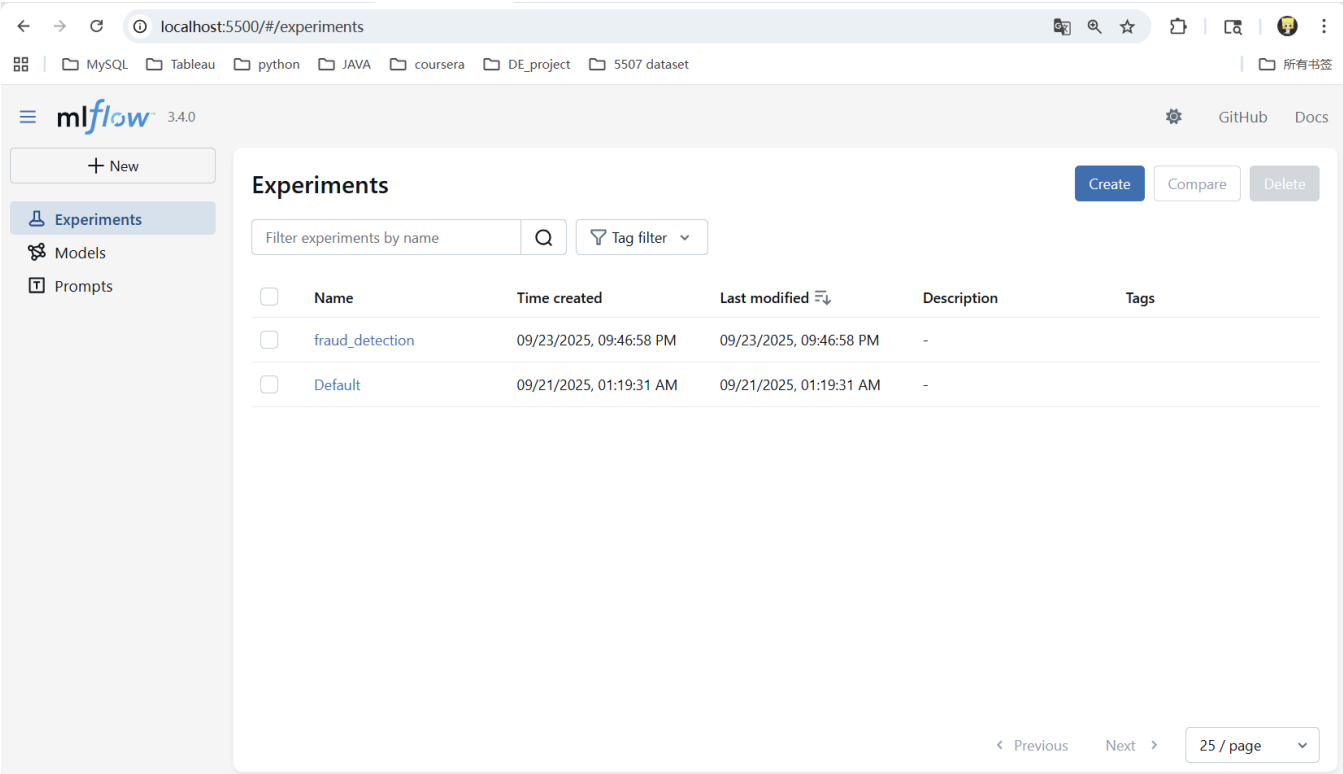 localhost:5500/#/experiments
MySQL Tableau python JAVA coursera DE_project 5507 dataset 所有书签
mlflow™ 3.4.0 GitHub Docs
+ New
Experiments
Models
Prompts
Experiments
Create Compare Delete
Filter experiments by name Tag filter
Name Time created Last modified Description Tags
fraud_detection 09/23/2025, 09:46:58 PM 09/23/2025, 09:46:58 PM -
Default 09/21/2025, 01:19:31 AM 09/21/2025, 01:19:31 AM -
Previous Next 25 / page